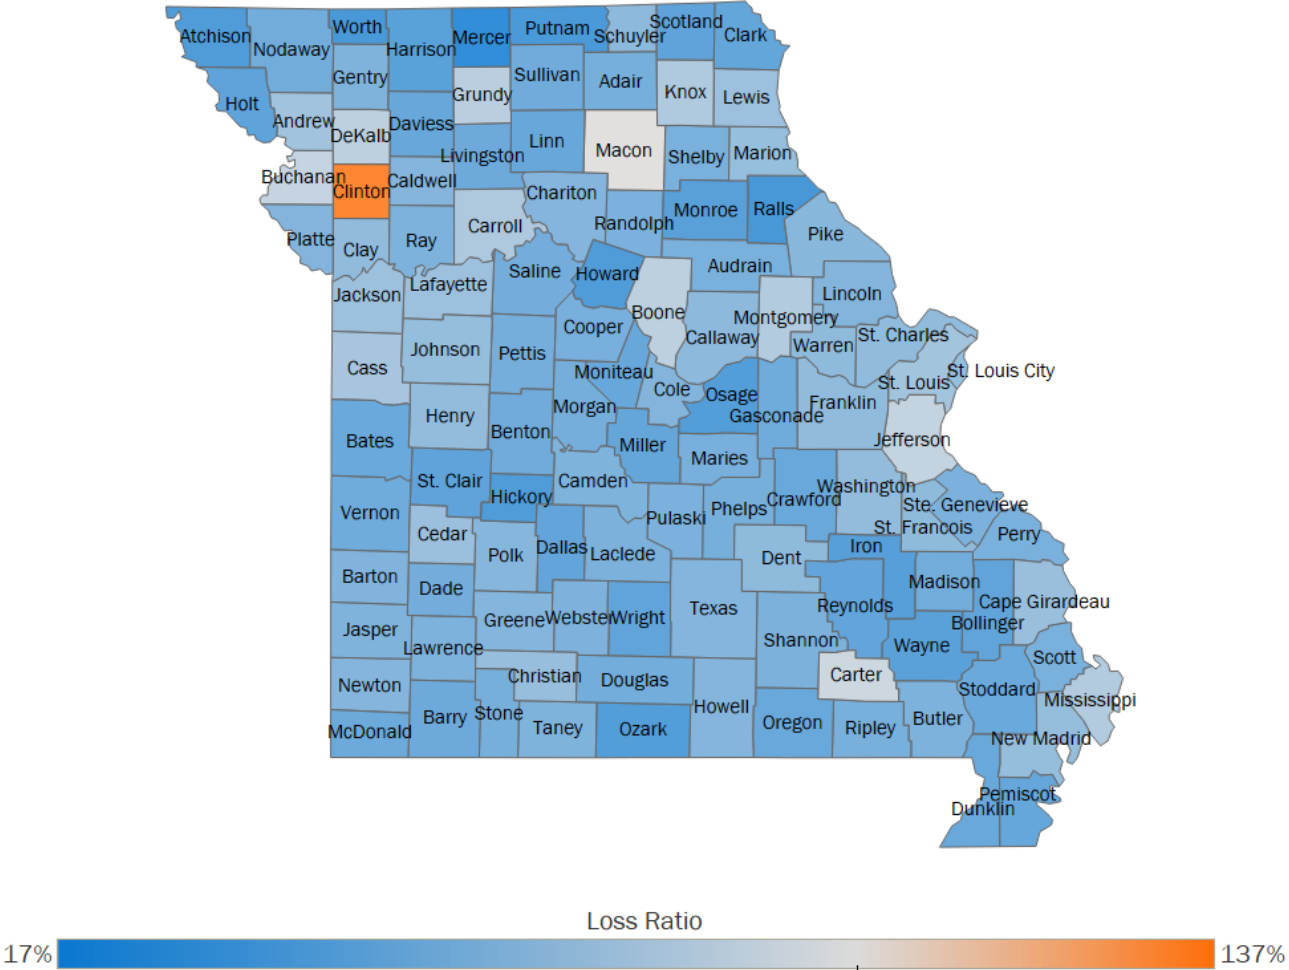 Atchison
Nodaway
Worth
Harrison
Mercer
Putnam
Schuyler
Scotland
Clark
Holt
Andrew
Gentry
DeKalb
Daviess
Grundy
Sullivan
Adair
Knox
Lewis
Livingston
Linn
Macon
Shelby
Marion
Buchanan
Clinton
Caldwell
Chariton
Randolph
Monroe
Ralls
Pike
Platte
Clay
Ray
Carroll
Saline
Howard
Boone
Audrain
Jackson
Lafayette
Cooper
Callaway
Montgomery
Lincoln
Warren
St. Charles
St. Louis
St. Louis City
Cass
Johnson
Pettis
Moniteau
Cole
Osage
Gasconade
Franklin
Jefferson
Bates
Henry
Benton
Morgan
Miller
Maries
St. Clair
Hickory
Camden
Pulaski
Phelps
Crawford
Washington
Ste. Genevieve
St. Francois
Perry
Vernon
Cedar
Polk
Dallas
Laclede
Dent
Iron
Barton
Dade
Madison
Cape Girardeau
Bollinger
Jasper
Greene
Webster
Wright
Texas
Reynolds
Shannon
Wayne
Scott
Lawrence
Newton
Christian
Douglas
Carter
Stoddard
Mississippi
McDonald
Barry
Stone
Taney
Ozark
Howell
Oregon
Ripley
Butler
New Madrid
Pemiscot
Dunklin
Loss Ratio
17%
137%